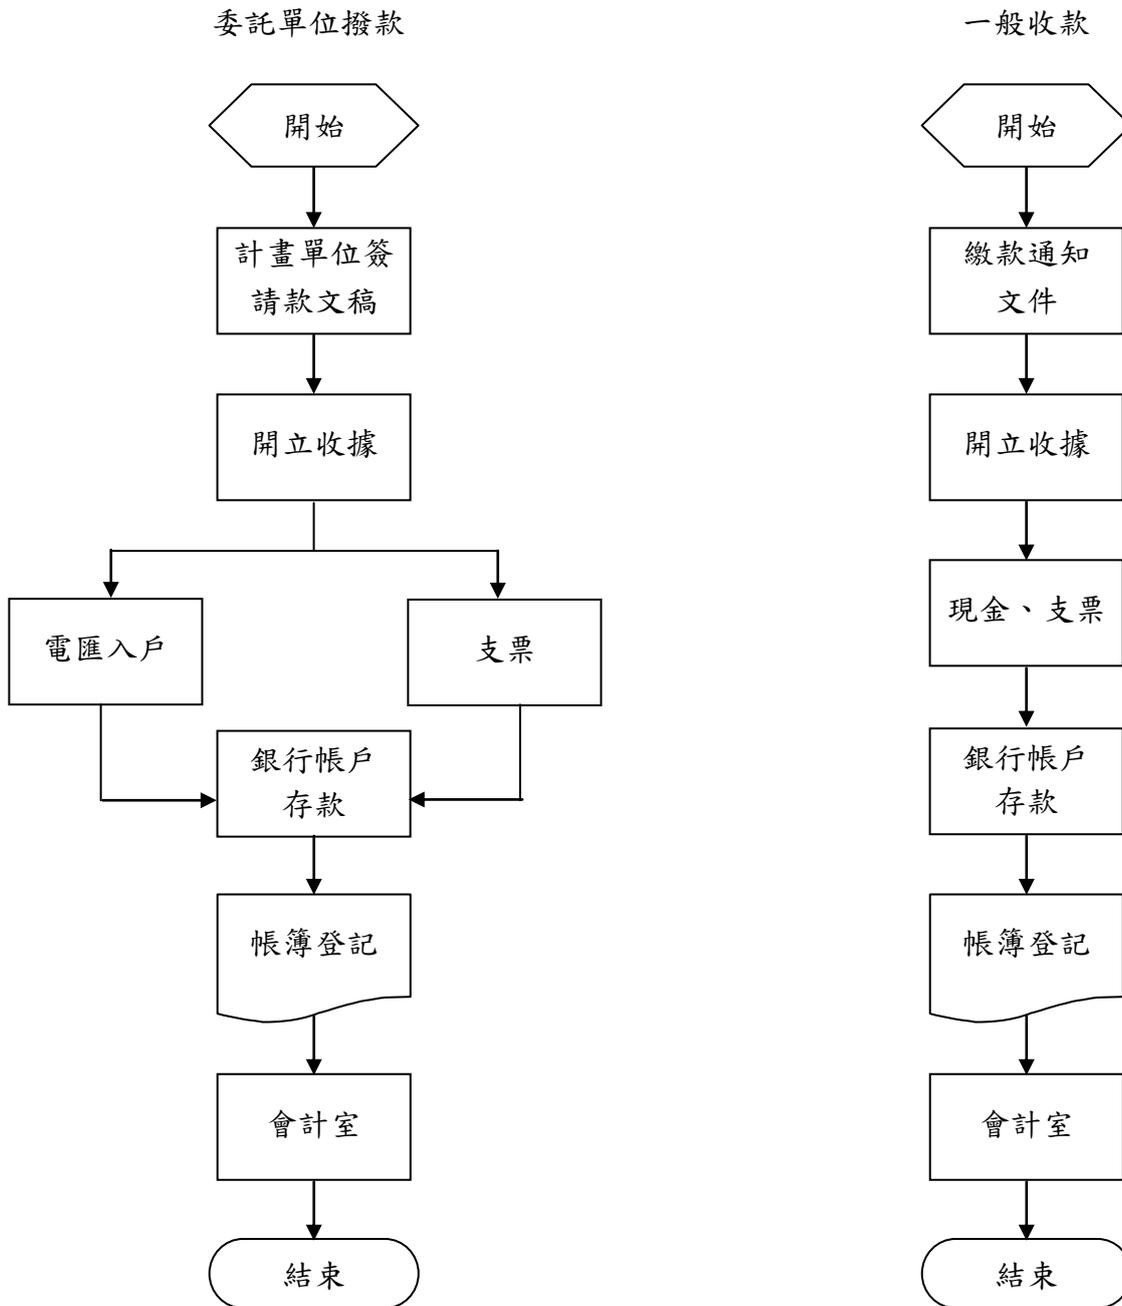 委託單位撥款
開始
計畫單位簽
請款文稿
開立收據
電匯入戶
支票
銀行帳戶
存款
帳簿登記
會計室
結束
一般收款
開始
繳款通知
文件
開立收據
現金、支票
銀行帳戶
存款
帳簿登記
會計室
結束